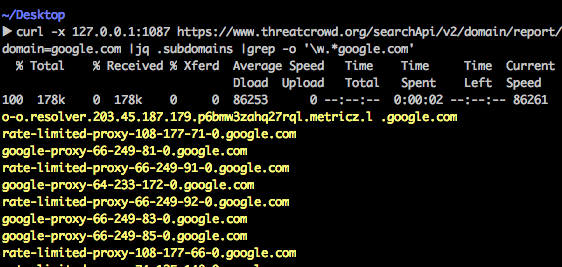 ~/Desktop
▶ curl -x 127.0.0.1:1087 https://www.threatcrowd.org/searchApi/v2/domain/report/
domain=google.com |jq .subdomains |grep -o '\w.*google.com'
% Total % Received % Xferd Average Speed Time Time Time Current
Dload Upload Total Spent Left Speed
100 178k 0 178k 0 0 86253 0 --:--:-- 0:00:02 --:--:-- 86261
o-o.resolver.203.45.187.179.p6bmw3zahq27rql.metricz.l .google.com
rate-limited-proxy-108-177-71-0.google.com
google-proxy-66-249-81-0.google.com
rate-limited-proxy-66-249-91-0.google.com
google-proxy-64-233-172-0.google.com
rate-limited-proxy-66-249-92-0.google.com
google-proxy-66-249-83-0.google.com
google-proxy-66-249-85-0.google.com
rate-limited-proxy-108-177-66-0.google.com